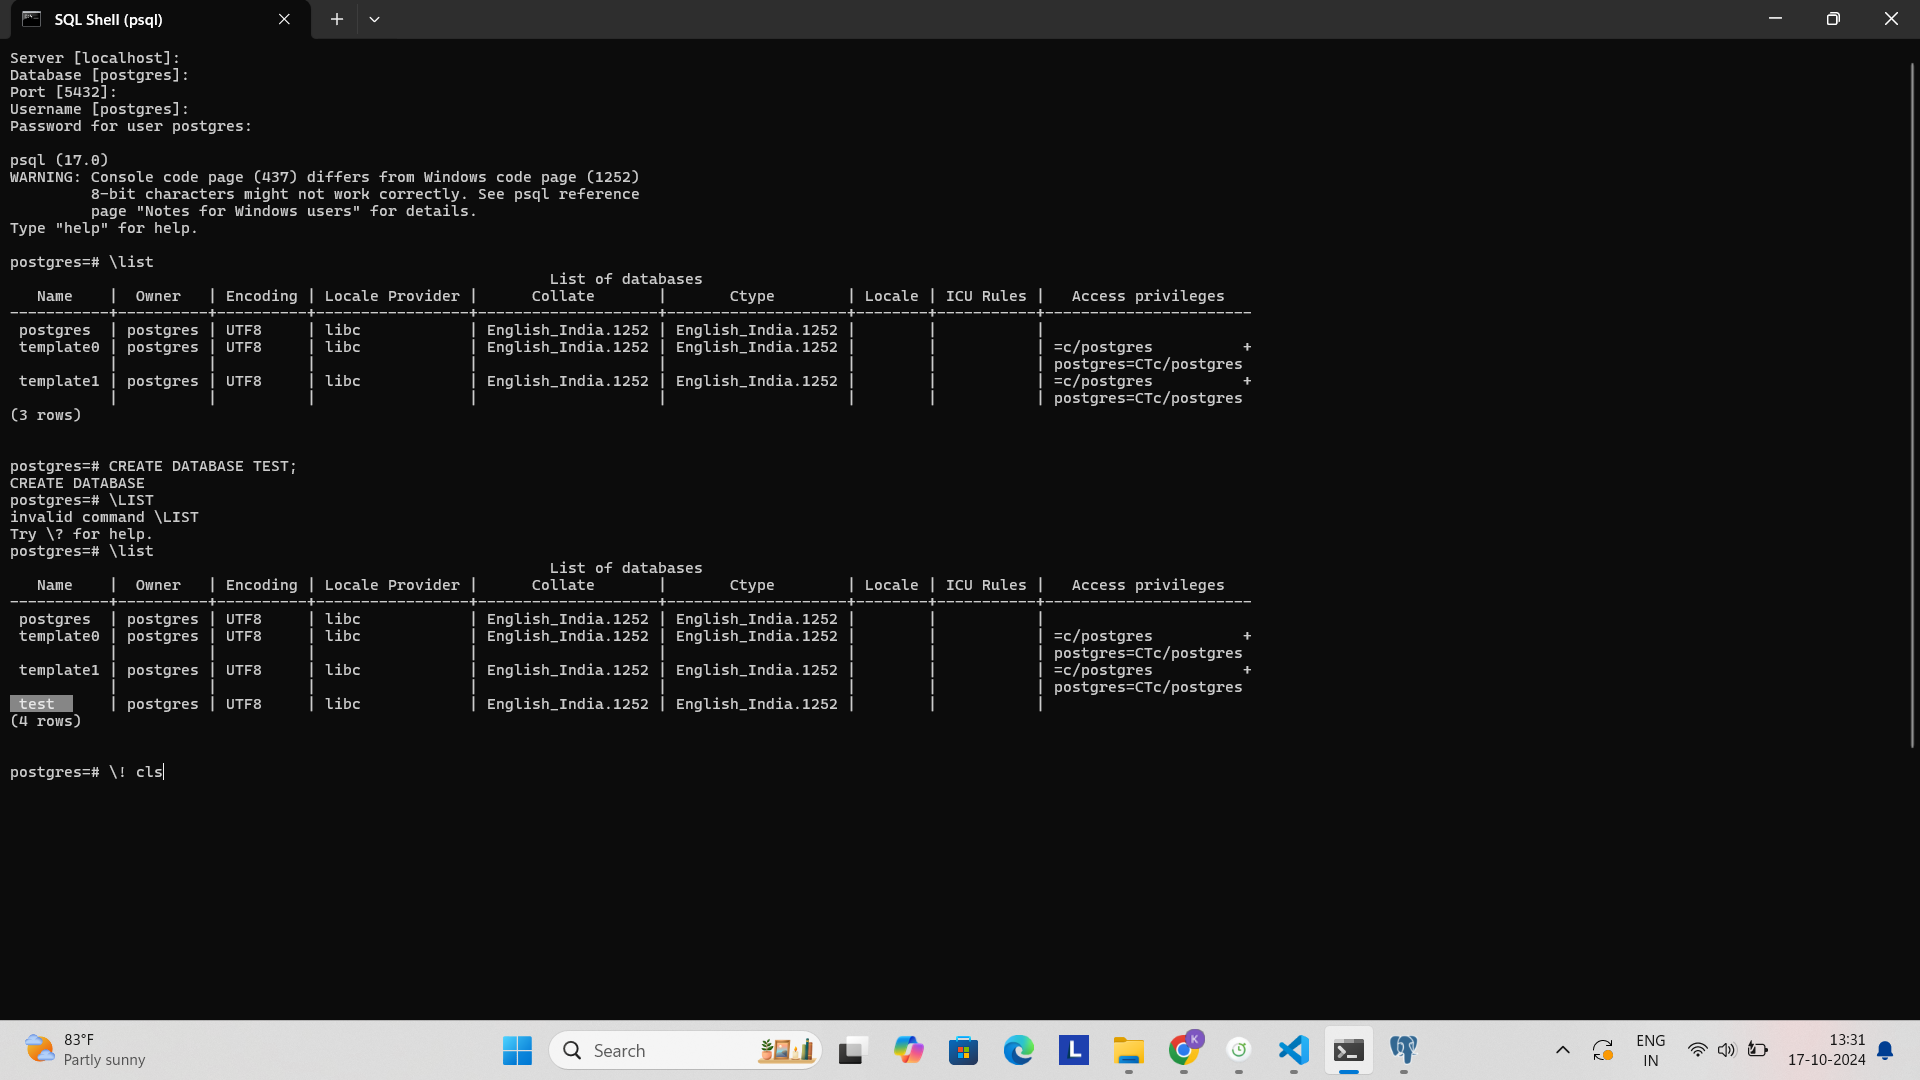 SQL Shell (psql)
Server [localhost]:
Database [postgres]:
Port [5432]:
Username [postgres]:
Password for user postgres:
psql (17.0)
WARNING: Console code page (437) differs from Windows code page (1252)
         8-bit characters might not work correctly. See psql reference
         page "Notes for Windows users" for details.
Type "help" for help.
postgres=# \list
                                                            List of databases
   Name    |  Owner   | Encoding | Locale Provider |      Collate       |       Ctype        | Locale | ICU Rules |   Access privileges
-----------+----------+----------+-----------------+--------------------+--------------------+--------+-----------+-----------------------
 postgres  | postgres | UTF8     | libc            | English_India.1252 | English_India.1252 |        |           |
 template0 | postgres | UTF8     | libc            | English_India.1252 | English_India.1252 |        |           | =c/postgres          +
           |          |          |                 |                    |                    |        |           | postgres=CTc/postgres
 template1 | postgres | UTF8     | libc            | English_India.1252 | English_India.1252 |        |           | =c/postgres          +
           |          |          |                 |                    |                    |        |           | postgres=CTc/postgres
(3 rows)
postgres=# CREATE DATABASE TEST;
CREATE DATABASE
postgres=# \LIST
invalid command \LIST
Try \? for help.
postgres=# \list
                                                            List of databases
   Name    |  Owner   | Encoding | Locale Provider |      Collate       |       Ctype        | Locale | ICU Rules |   Access privileges
-----------+----------+----------+-----------------+--------------------+--------------------+--------+-----------+-----------------------
 postgres  | postgres | UTF8     | libc            | English_India.1252 | English_India.1252 |        |           |
 template0 | postgres | UTF8     | libc            | English_India.1252 | English_India.1252 |        |           | =c/postgres          +
           |          |          |                 |                    |                    |        |           | postgres=CTc/postgres
 template1 | postgres | UTF8     | libc            | English_India.1252 | English_India.1252 |        |           | =c/postgres          +
           |          |          |                 |                    |                    |        |           | postgres=CTc/postgres
 test      | postgres | UTF8     | libc            | English_India.1252 | English_India.1252 |        |           |
(4 rows)
postgres=# \! cls
83°F
Partly sunny
Search
L
K
ENG
IN
13:31
17-10-2024